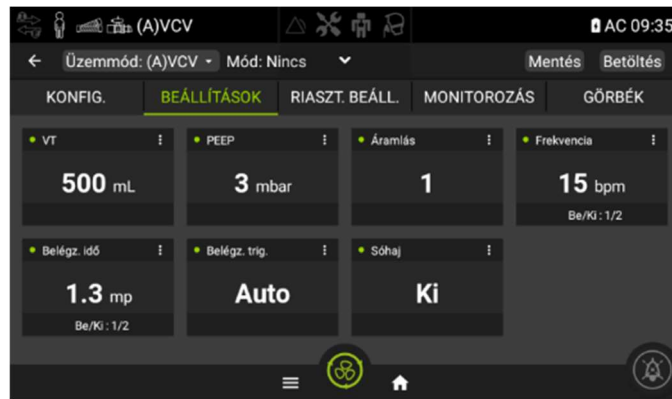 (A)VCV AC 09:35
Üzemmód: (A)VCV Mód: Nincs Mentés Betöltés
KONFIG. BEÁLLÍTÁSOK RIASZT. BEÁLL. MONITOROZÁS GÖRBÉK
VT PEEP Áramlás Frekvencia
500 mL 3 mbar 1 15 bpm
Be/Ki : 1/2
Belégz. idő Belégz. trig. Sóhaj
1.3 mp Auto Ki
Be/Ki : 1/2